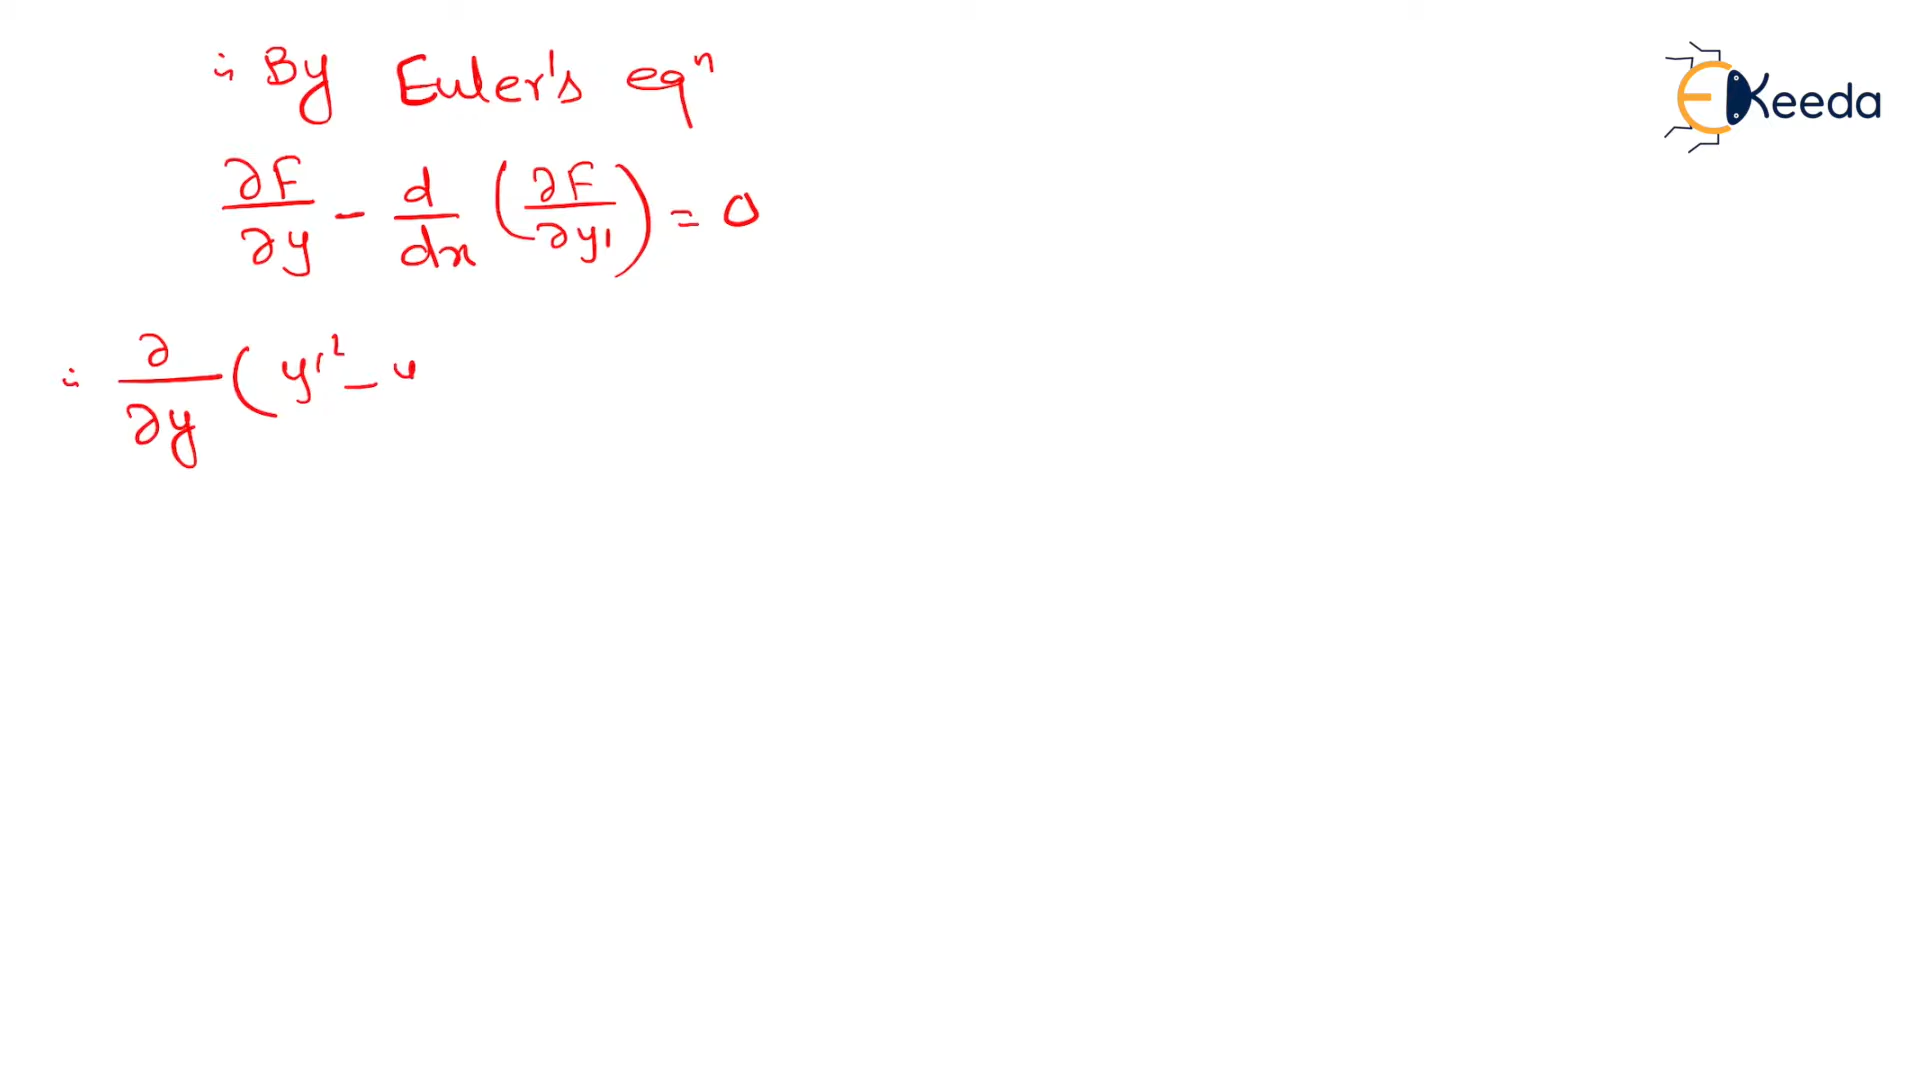 ∴ By Euler's eqⁿ
EKeeda
∂F/∂y - d/dx (∂F/∂y') = 0
∴ ∂/∂y ( y'² -